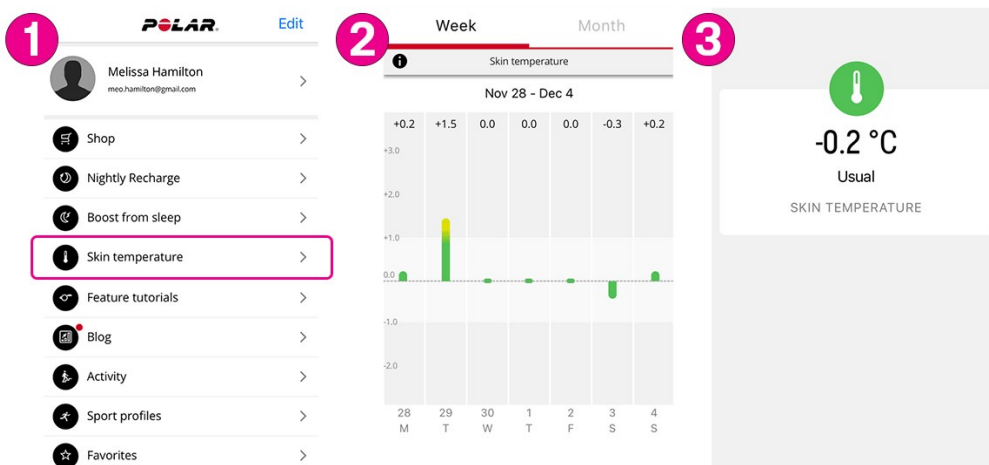 1
POLAR.
Edit
Melissa Hamilton
meo.hamilton@gmail.com
Shop
Nightly Recharge
Boost from sleep
Skin temperature
Feature tutorials
Blog
Activity
Sport profiles
Favorites
2
Week Month
Skin temperature
Nov 28 - Dec 4
+0.2 +1.5 0.0 0.0 0.0 -0.3 +0.2
+3.0
+2.0
+1.0
0.0
-1.0
-2.0
28 29 30 1 2 3 4
M T W T F S S
3
-0.2 °C
Usual
SKIN TEMPERATURE